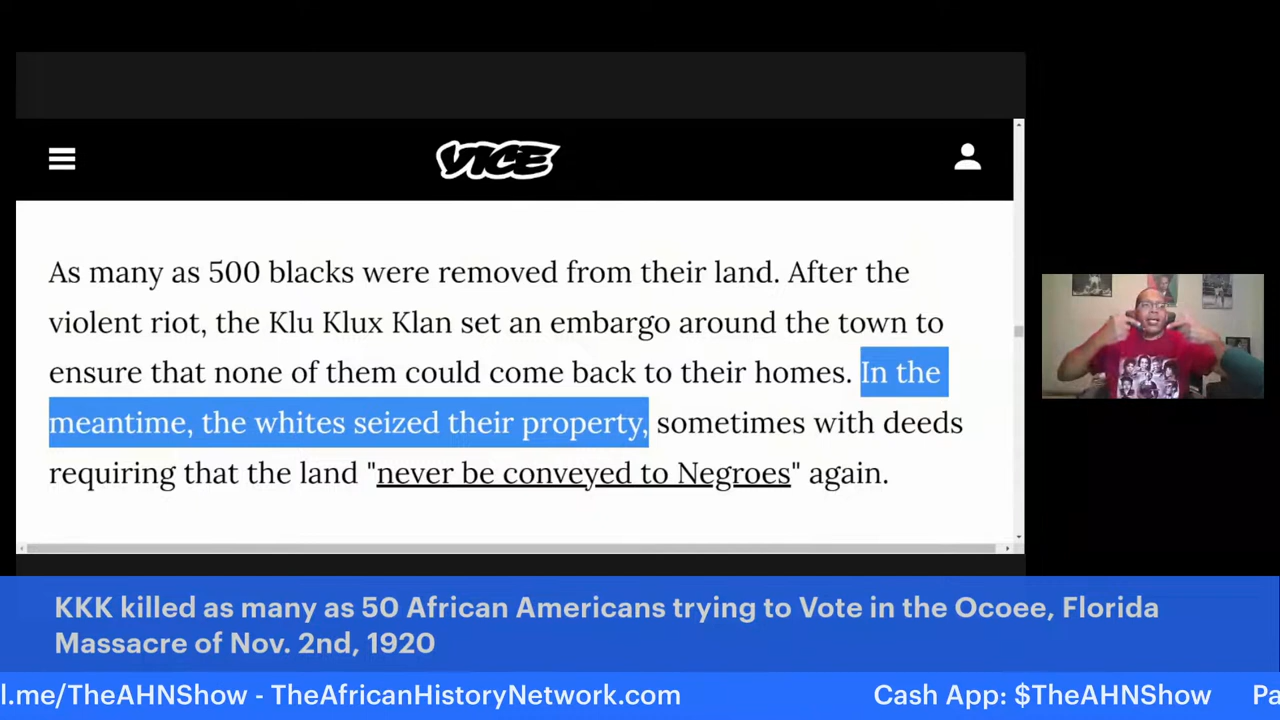 VICE
As many as 500 blacks were removed from their land. After the
violent riot, the Klu Klux Klan set an embargo around the town to
ensure that none of them could come back to their homes. In the
meantime, the whites seized their property, sometimes with deeds
requiring that the land "never be conveyed to Negroes" again.
KKK killed as many as 50 African Americans trying to Vote in the Ocoee, Florida
Massacre of Nov. 2nd, 1920
l.me/TheAHNShow - TheAfricanHistoryNetwork.com Cash App: $TheAHNShow Pa